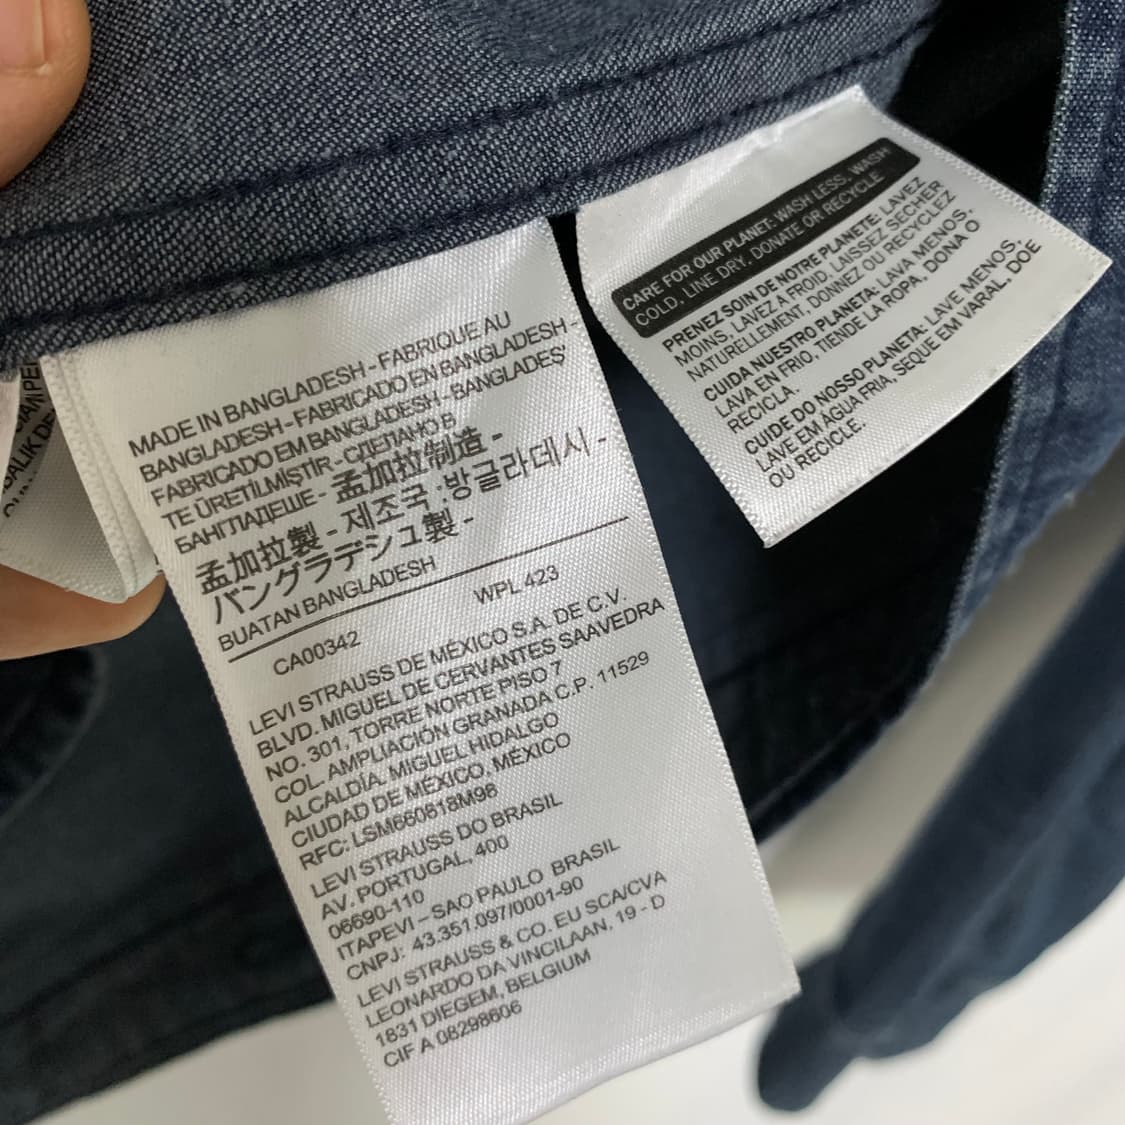 MADE IN BANGLADESH - FABRIQUE AU
BANGLADESH - FABRICADO EN BANGLADESH -
FABRICADO EM BANGLADESH - BANGLADEŞ'
TE ÜRETİLMİŞTİR - СДЕЛАНО В
БАНГЛАДЕШЕ - 孟加拉制造 -
孟加拉製 - 제조국 :방글라데시 -
バングラデシュ製 -
BUATAN BANGLADESH
CA00342 WPL 423
LEVI STRAUSS DE MÉXICO S.A. DE C.V.
BLVD. MIGUEL DE CERVANTES SAAVEDRA
NO. 301, TORRE NORTE PISO 7
COL. AMPLIACIÓN GRANADA C.P. 11529
ALCALDÍA. MIGUEL HIDALGO
CIUDAD DE MÉXICO, MÉXICO
RFC: LSM660818M98
LEVI STRAUSS DO BRASIL
AV. PORTUGAL, 400
06690-110
ITAPEVI – SAO PAULO BRASIL
CNPJ: 43.351.097/0001-90
LEVI STRAUSS & CO. EU SCA/CVA
LEONARDO DA VINCILAAN, 19 - D
1831 DIEGEM, BELGIUM
CIF A 08298606
CARE FOR OUR PLANET: WASH LESS, WASH
COLD, LINE DRY, DONATE OR RECYCLE
PRENEZ SOIN DE NOTRE PLANETE: LAVEZ
MOINS, LAVEZ A FROID, LAISSEZ SECHER
NATURELLEMENT, DONNEZ OU RECYCLEZ
CUIDA NUESTRO PLANETA: LAVA MENOS,
LAVA EN FRIO, TIENDE LA ROPA, DONA O
RECICLA.
CUIDE DO NOSSO PLANETA: LAVE MENOS,
LAVE EM ÁGUA FRIA, SEQUE EM VARAL, DOE
OU RECICLE.